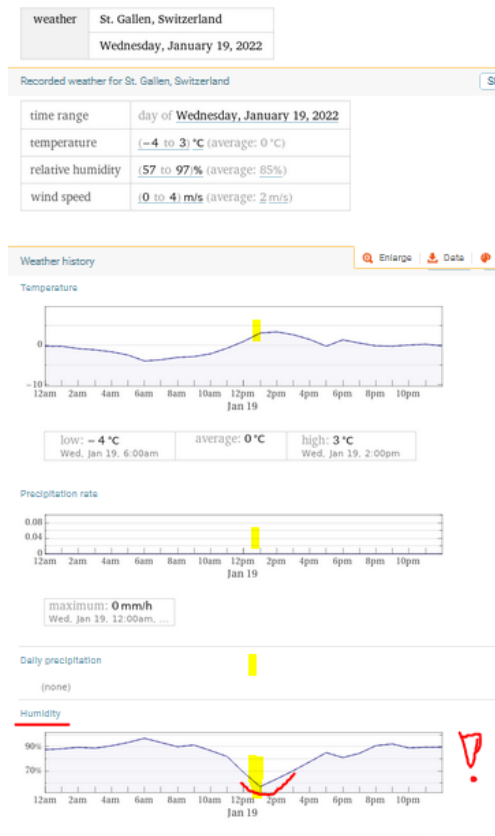 weather St. Gallen, Switzerland
Wednesday, January 19, 2022
Recorded weather for St. Gallen, Switzerland
time range day of Wednesday, January 19, 2022
temperature (−4 to 3) °C (average: 0 °C)
relative humidity (57 to 97)% (average: 85%)
wind speed (0 to 4) m/s (average: 2 m/s)
Weather history Enlarge Data
Temperature
0
−10
12am 2am 4am 6am 8am 10am 12pm 2pm 4pm 6pm 8pm 10pm
Jan 19
low: −4 °C average: 0 °C high: 3 °C
Wed, Jan 19, 6:00am Wed, Jan 19, 2:00pm
Precipitation rate
0.08
0.04
0
12am 2am 4am 6am 8am 10am 12pm 2pm 4pm 6pm 8pm 10pm
Jan 19
maximum: 0 mm/h
Wed, Jan 19, 12:00am, ...
Daily precipitation
(none)
Humidity
90%
70%
12am 2am 4am 6am 8am 10am 12pm 2pm 4pm 6pm 8pm 10pm
Jan 19
!